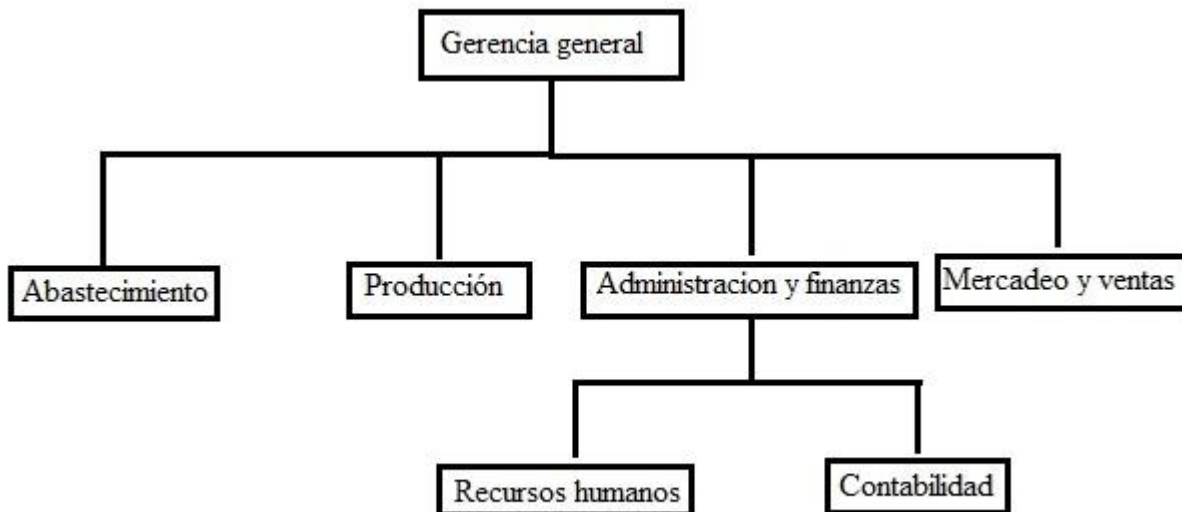 Gerencia general
Abastecimiento
Producción
Administracion y finanzas
Mercadeo y ventas
Recursos humanos
Contabilidad